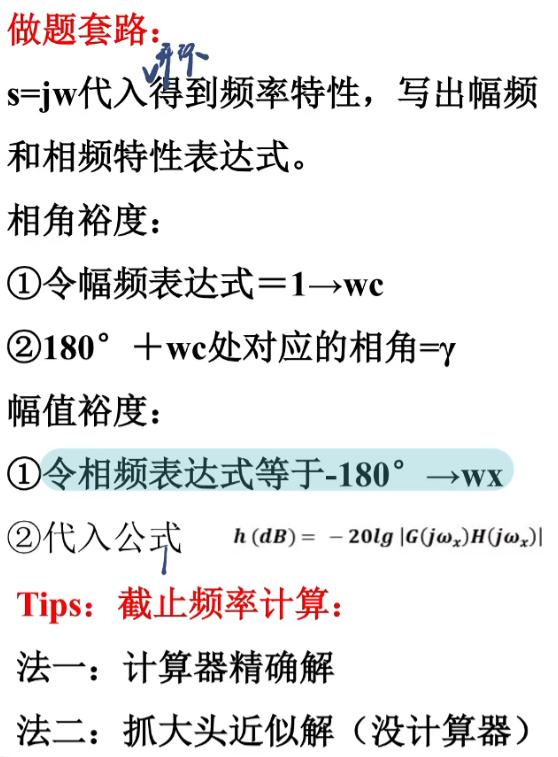 做题套路：
开环
s=jw代入得到频率特性，写出幅频
和相频特性表达式。
相角裕度：
①令幅频表达式＝1→wc
②180°＋wc处对应的相角=γ
幅值裕度：
①令相频表达式等于-180°→wx
②代入公式 h (dB) = －20lg |G(jωₓ)H(jωₓ)|
Tips：截止频率计算：
法一：计算器精确解
法二：抓大头近似解（没计算器）